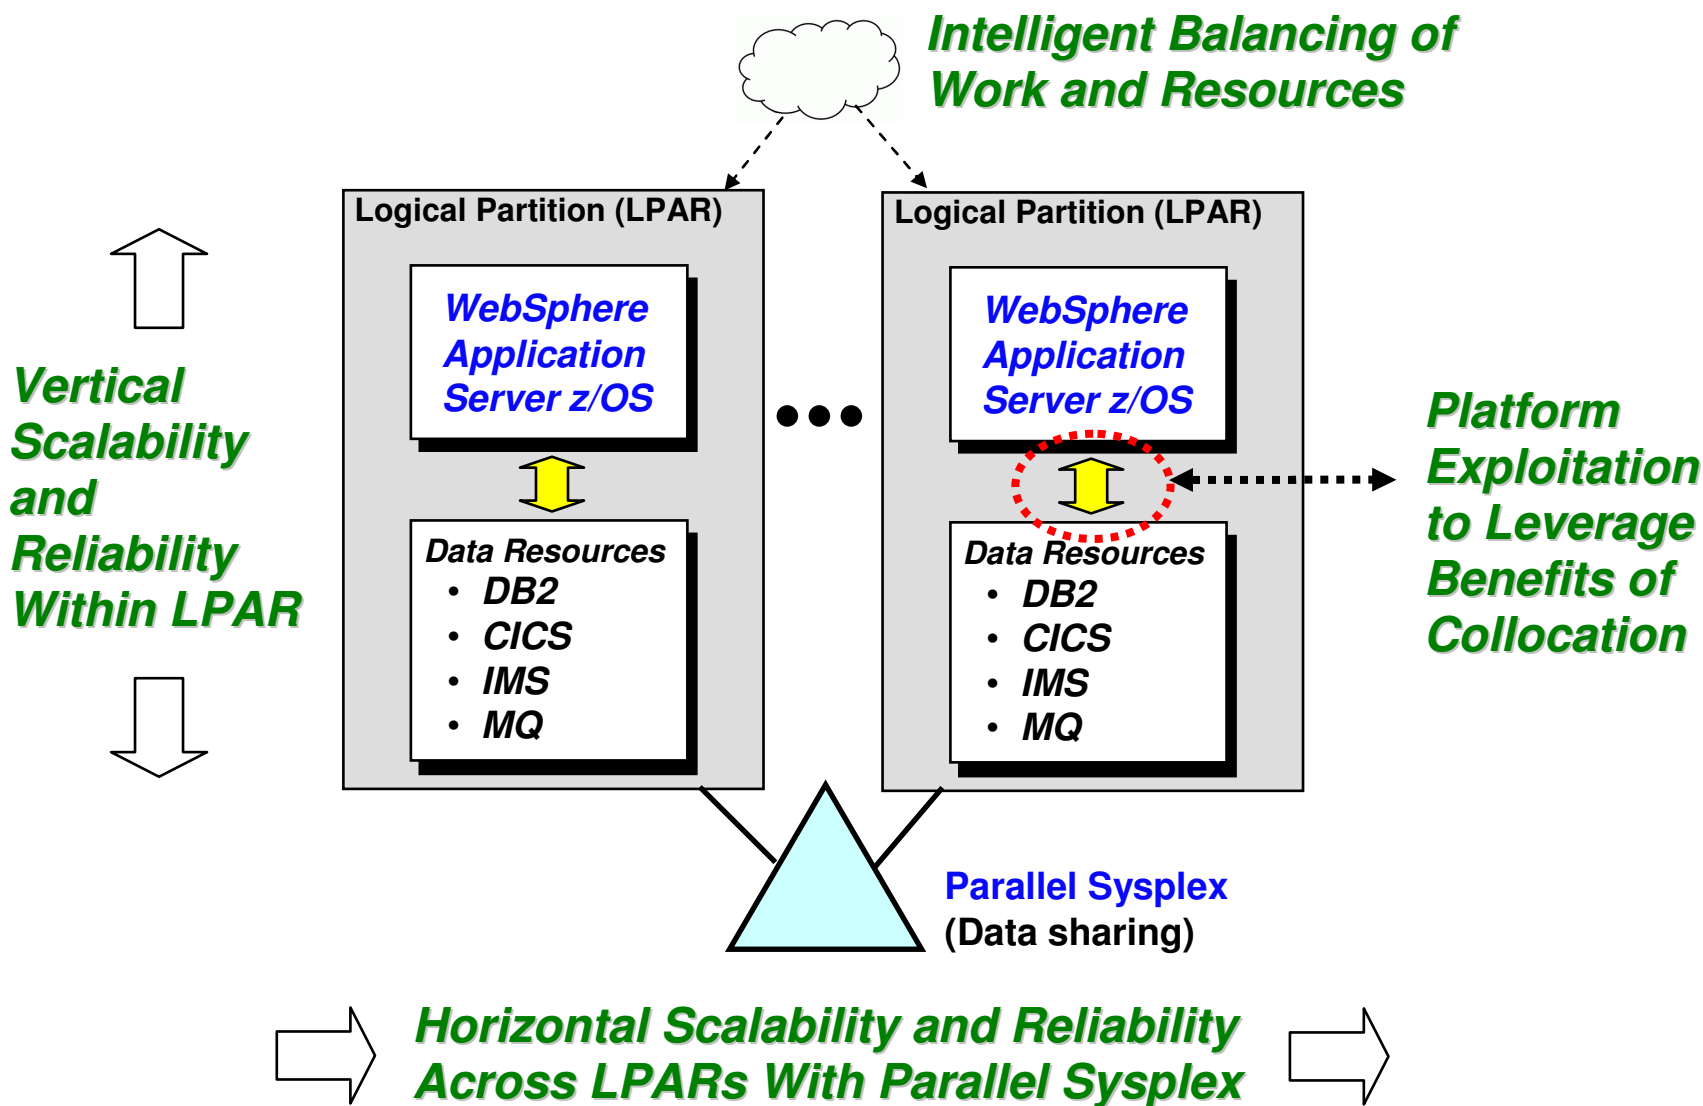 Intelligent Balancing of
Work and Resources
Logical Partition (LPAR)
WebSphere
Application
Server z/OS
Data Resources
• DB2
• CICS
• IMS
• MQ
Logical Partition (LPAR)
WebSphere
Application
Server z/OS
Data Resources
• DB2
• CICS
• IMS
• MQ
Vertical
Scalability
and
Reliability
Within LPAR
Platform
Exploitation
to Leverage
Benefits of
Collocation
Parallel Sysplex
(Data sharing)
Horizontal Scalability and Reliability
Across LPARs With Parallel Sysplex